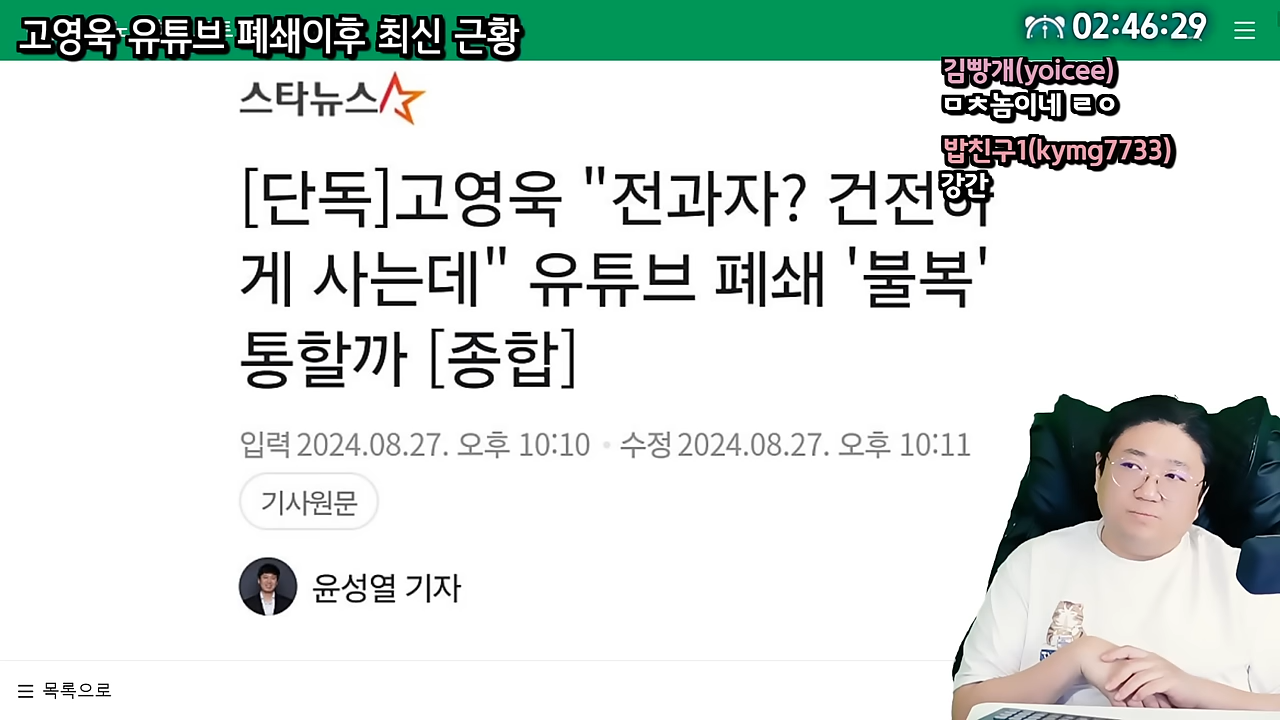 고영욱 유튜브 폐쇄이후 최신 근황
02:46:29
김빵개(yoicee)
ㅁㅊ놈이네 ㄹㅇ
밥친구1(kymg7733)
강간
스타뉴스
[단독]고영욱 "전과자? 건전하
게 사는데" 유튜브 폐쇄 '불복'
통할까 [종합]
입력 2024.08.27. 오후 10:10 수정 2024.08.27. 오후 10:11
기사원문
윤성열 기자
목록으로